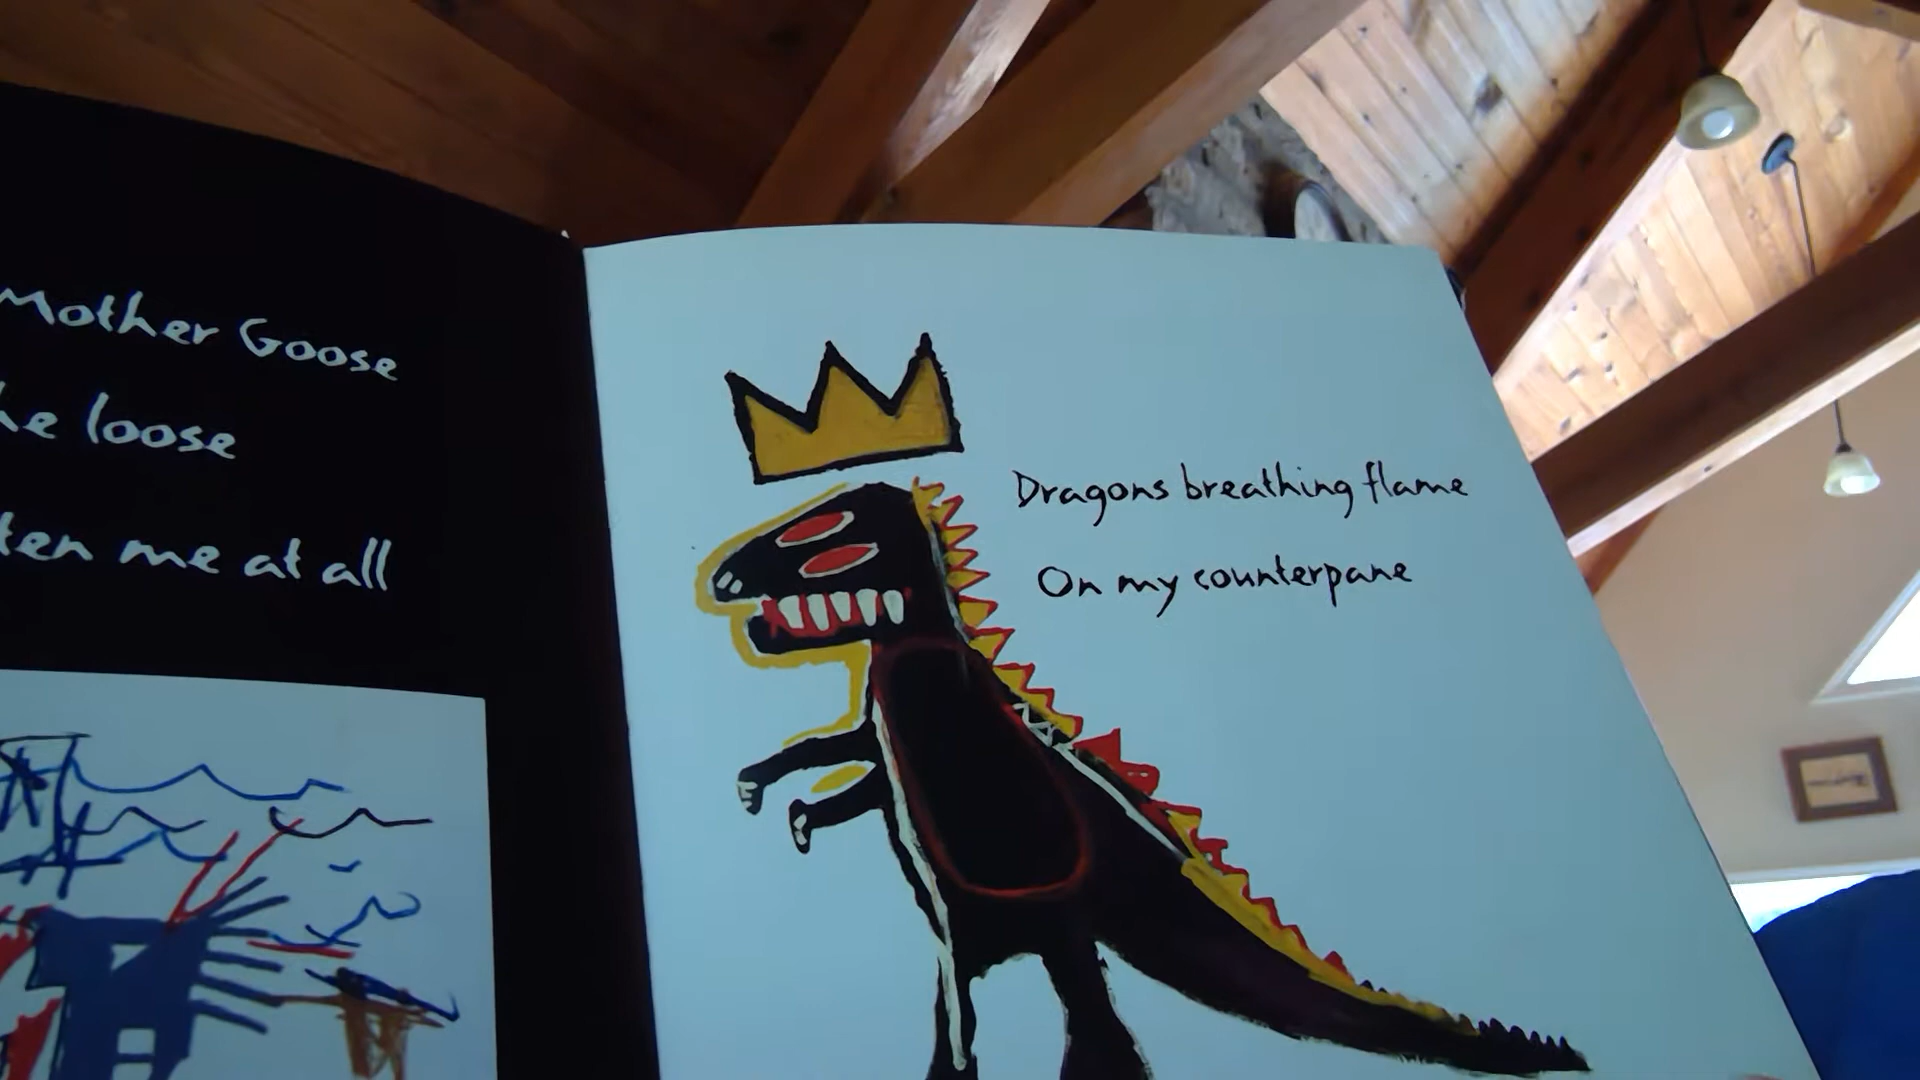 Mother Goose
he loose
ten me at all
Dragons breathing flame
On my counterpane